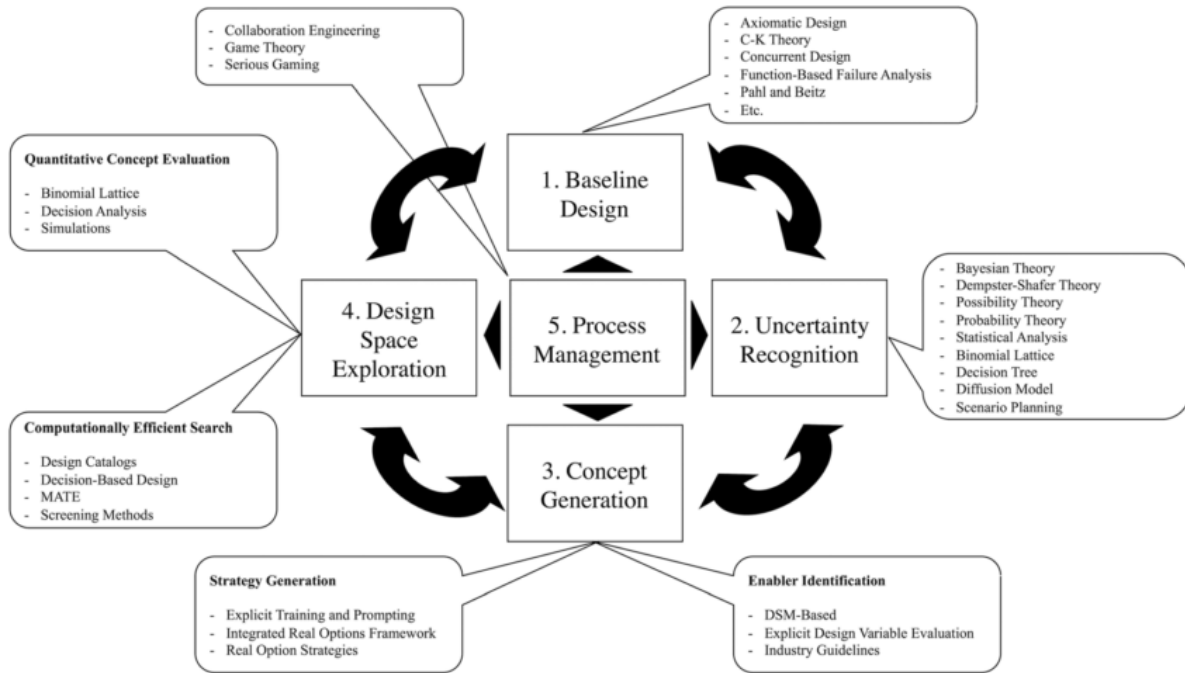 - Collaboration Engineering
- Game Theory
- Serious Gaming
- Axiomatic Design
- C-K Theory
- Concurrent Design
- Function-Based Failure Analysis
- Pahl and Beitz
- Etc.
Quantitative Concept Evaluation
- Binomial Lattice
- Decision Analysis
- Simulations
1. Baseline
Design
4. Design
Space
Exploration
5. Process
Management
2. Uncertainty
Recognition
- Bayesian Theory
- Dempster-Shafer Theory
- Possibility Theory
- Probability Theory
- Statistical Analysis
- Binomial Lattice
- Decision Tree
- Diffusion Model
- Scenario Planning
Computationally Efficient Search
- Design Catalogs
- Decision-Based Design
- MATE
- Screening Methods
3. Concept
Generation
Strategy Generation
- Explicit Training and Prompting
- Integrated Real Options Framework
- Real Option Strategies
Enabler Identification
- DSM-Based
- Explicit Design Variable Evaluation
- Industry Guidelines